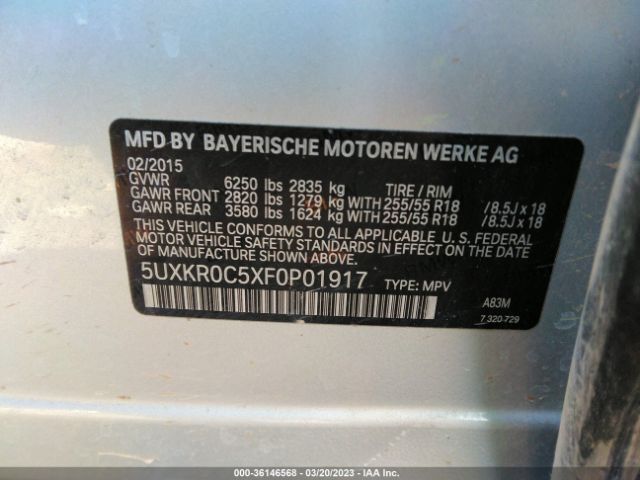 MFD BY BAYERISCHE MOTOREN WERKE AG
02/2015
GVWR 6250 lbs 2835 kg TIRE / RIM
GAWR FRONT 2820 lbs 1279 kg WITH 255/55 R18 /8.5J x 18
GAWR REAR 3580 lbs 1624 kg WITH 255/55 R18 /8.5J x 18
THIS VEHICLE CONFORMS TO ALL APPLICABLE U.S. FEDERAL
MOTOR VEHICLE SAFETY STANDARDS IN EFFECT ON THE DATE
OF MANUFACTURE SHOWN ABOVE.
5UXKR0C5XF0P01917 TYPE: MPV
A83M
7 320 729
000-36146568 — 03/20/2023 — IAA Inc.